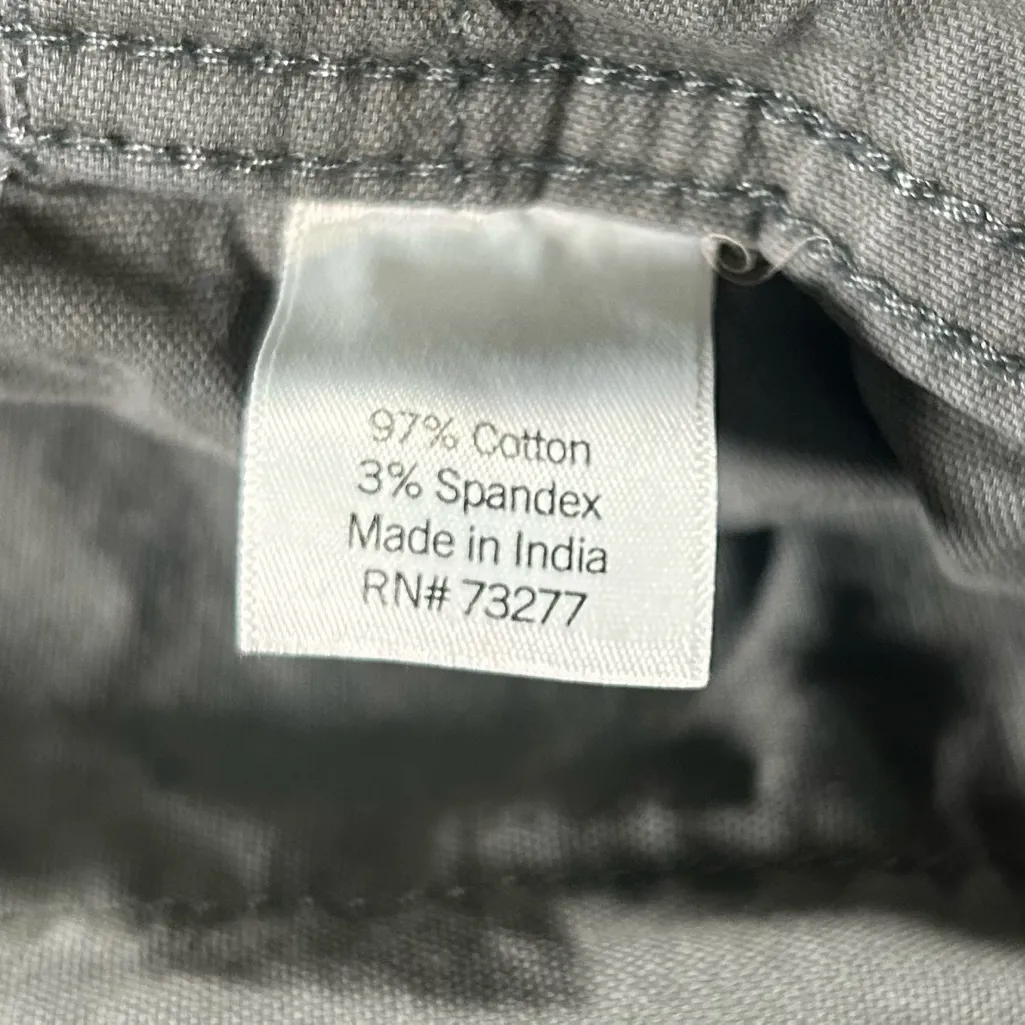 97% Cotton
3% Spandex
Made in India
RN# 73277